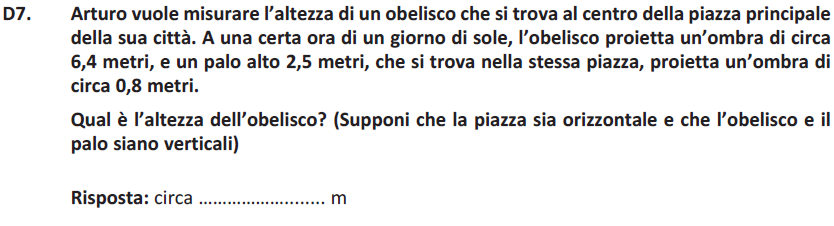 D7. Arturo vuole misurare l’altezza di un obelisco che si trova al centro della piazza principale
della sua città. A una certa ora di un giorno di sole, l’obelisco proietta un’ombra di circa
6,4 metri, e un palo alto 2,5 metri, che si trova nella stessa piazza, proietta un’ombra di
circa 0,8 metri.
Qual è l’altezza dell’obelisco? (Supponi che la piazza sia orizzontale e che l’obelisco e il
palo siano verticali)
Risposta: circa ........................... m